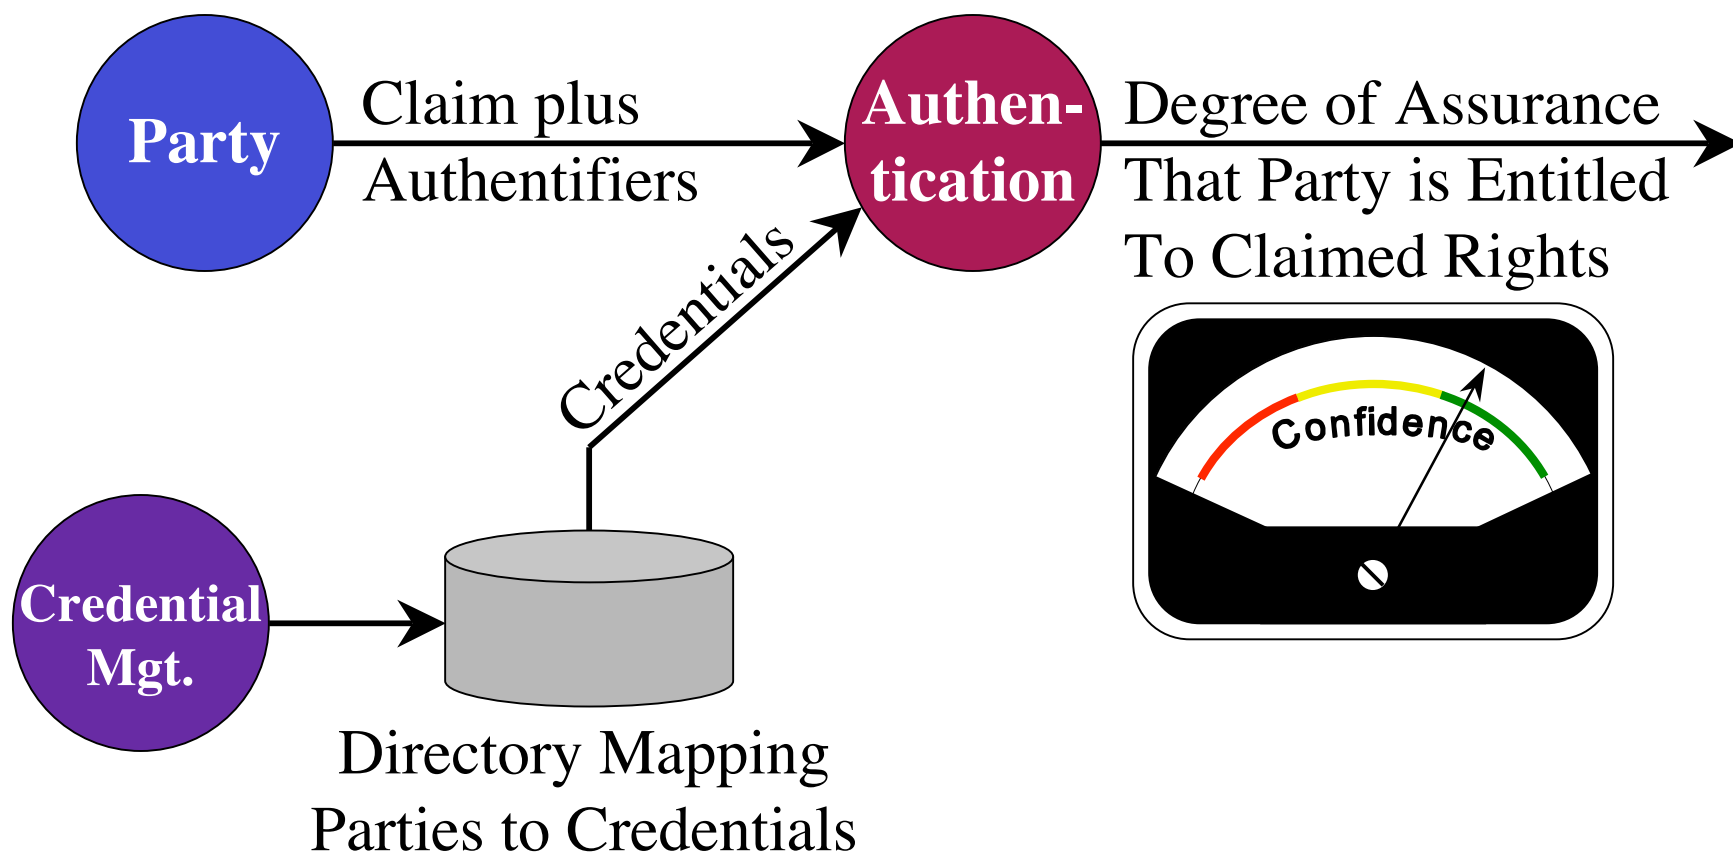 Party
Claim plus
Authentifiers
Authen-
tication
Degree of Assurance
That Party is Entitled
To Claimed Rights
Credentials
Confidence
Credential
Mgt.
Directory Mapping
Parties to Credentials